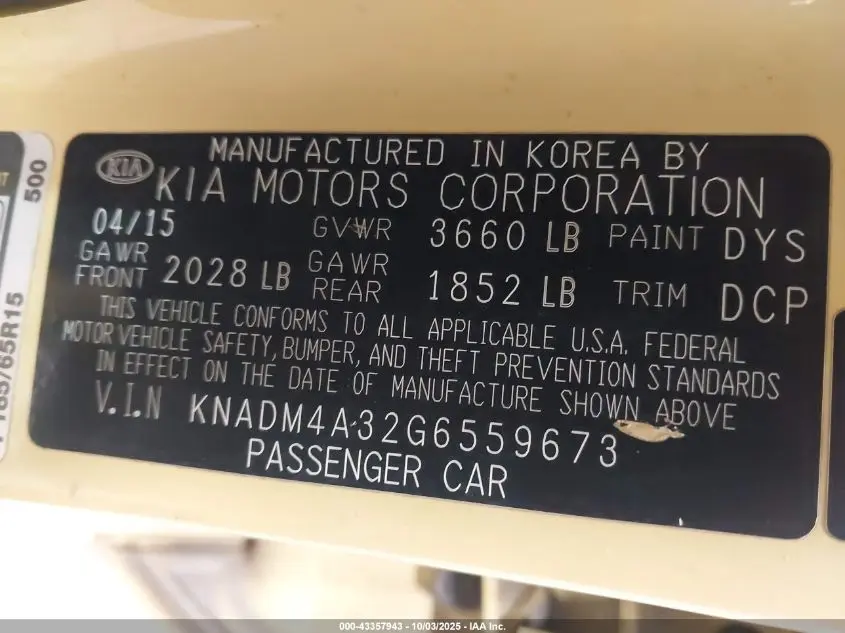 MANUFACTURED IN KOREA BY
KIA KIA MOTORS CORPORATION
04/15 GVWR 3660 LB PAINT DYS
GAWR FRONT 2028 LB GAWR REAR 1852 LB TRIM DCP
THIS VEHICLE CONFORMS TO ALL APPLICABLE U.S.A. FEDERAL
MOTOR VEHICLE SAFETY, BUMPER, AND THEFT PREVENTION STANDARDS
IN EFFECT ON THE DATE OF MANUFACTURE SHOWN ABOVE
V.I.N KNADM4A32G6559673
PASSENGER CAR
500
000-43357943 | 10/03/2025 | IAA Inc.